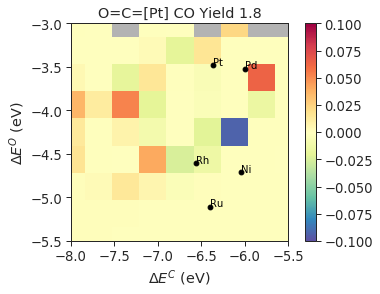 O=C=[Pt] CO Yield 1.8
−3.0
−3.5
−4.0
−4.5
−5.0
−5.5
ΔE^O (eV)
Pt
Pd
Rh
Ni
Ru
−8.0 −7.5 −7.0 −6.5 −6.0 −5.5
ΔE^C (eV)
0.100
0.075
0.050
0.025
0.000
−0.025
−0.050
−0.075
−0.100